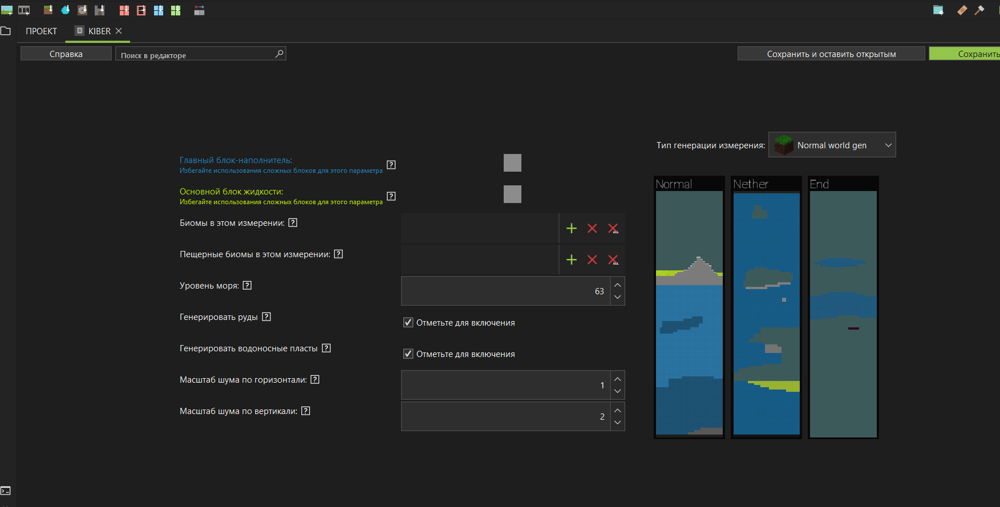 ПРОЕКТ
KIBER
Справка
Поиск в редакторе
Сохранить и оставить открытым
Сохранить
Тип генерации измерения:
Normal world gen
Главный блок-наполнитель:
Избегайте использования сложных блоков для этого параметра
?
Основной блок жидкости:
Избегайте использования сложных блоков для этого параметра
?
Биомы в этом измерении: ?
ALL
Пещерные биомы в этом измерении: ?
ALL
Уровень моря: ?
63
Генерировать руды ?
Отметьте для включения
Генерировать водоносные пласты ?
Отметьте для включения
Масштаб шума по горизонтали: ?
1
Масштаб шума по вертикали: ?
2
Normal
Nether
End